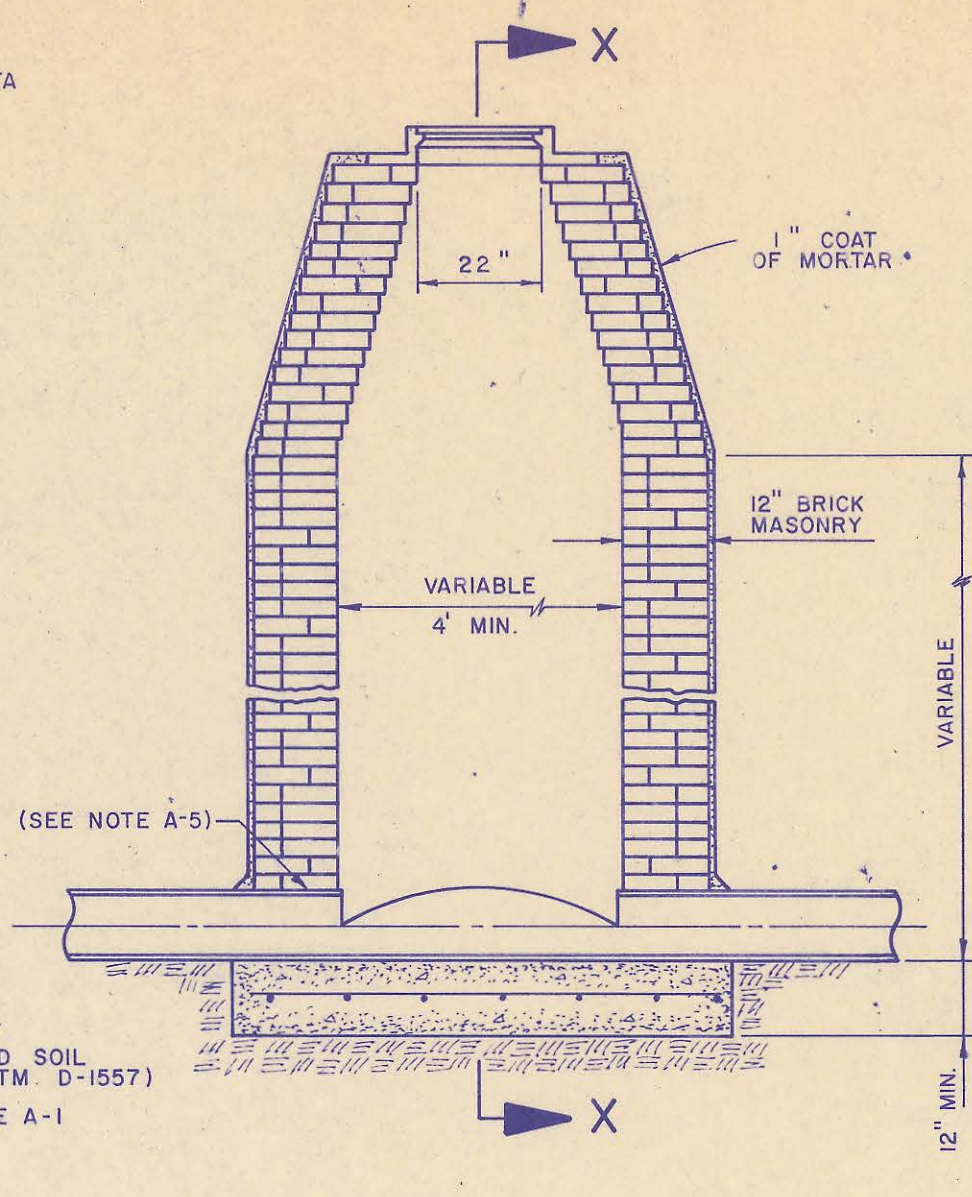 X
TA
1" COAT
OF MORTAR
22"
12" BRICK
MASONRY
VARIABLE
4' MIN.
VARIABLE
(SEE NOTE A-5)
D SOIL
TM. D-1557)
E A-1
X
12" MIN.